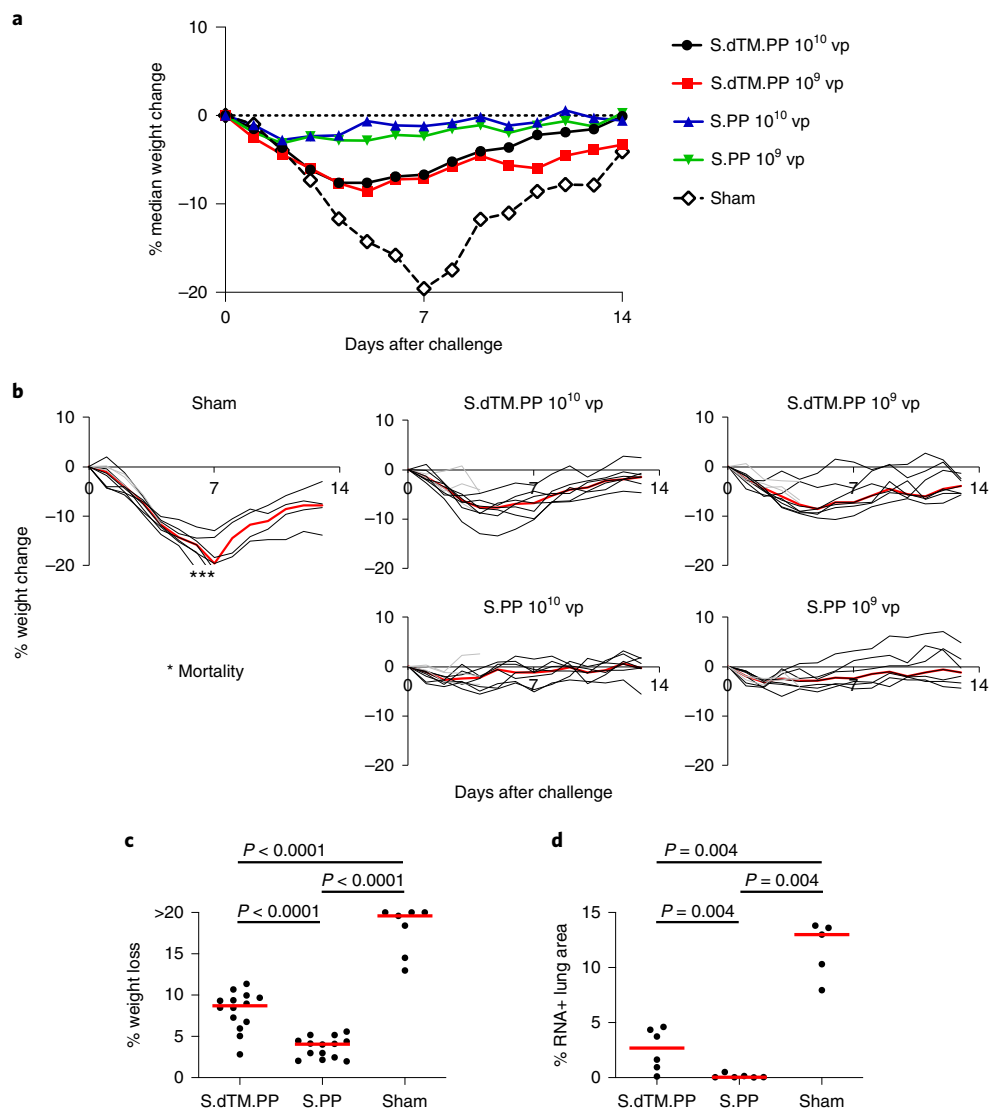 a
10
0
−10
−20
% median weight change
0 7 14
Days after challenge
S.dTM.PP 10¹⁰ vp
S.dTM.PP 10⁹ vp
S.PP 10¹⁰ vp
S.PP 10⁹ vp
Sham
b
% weight change
Sham
10
0
−10
−20
0 7 14
***
* Mortality
S.dTM.PP 10¹⁰ vp
10
0
−10
−20
0 7 14
S.dTM.PP 10⁹ vp
10
0
−10
−20
0 7 14
S.PP 10¹⁰ vp
10
0
−10
−20
0 7 14
S.PP 10⁹ vp
10
0
−10
−20
0 7 14
Days after challenge
c
P < 0.0001
P < 0.0001
P < 0.0001
>20
15
10
5
0
% weight loss
S.dTM.PP S.PP Sham
d
P = 0.004
P = 0.004
P = 0.004
15
10
5
0
% RNA+ lung area
S.dTM.PP S.PP Sham